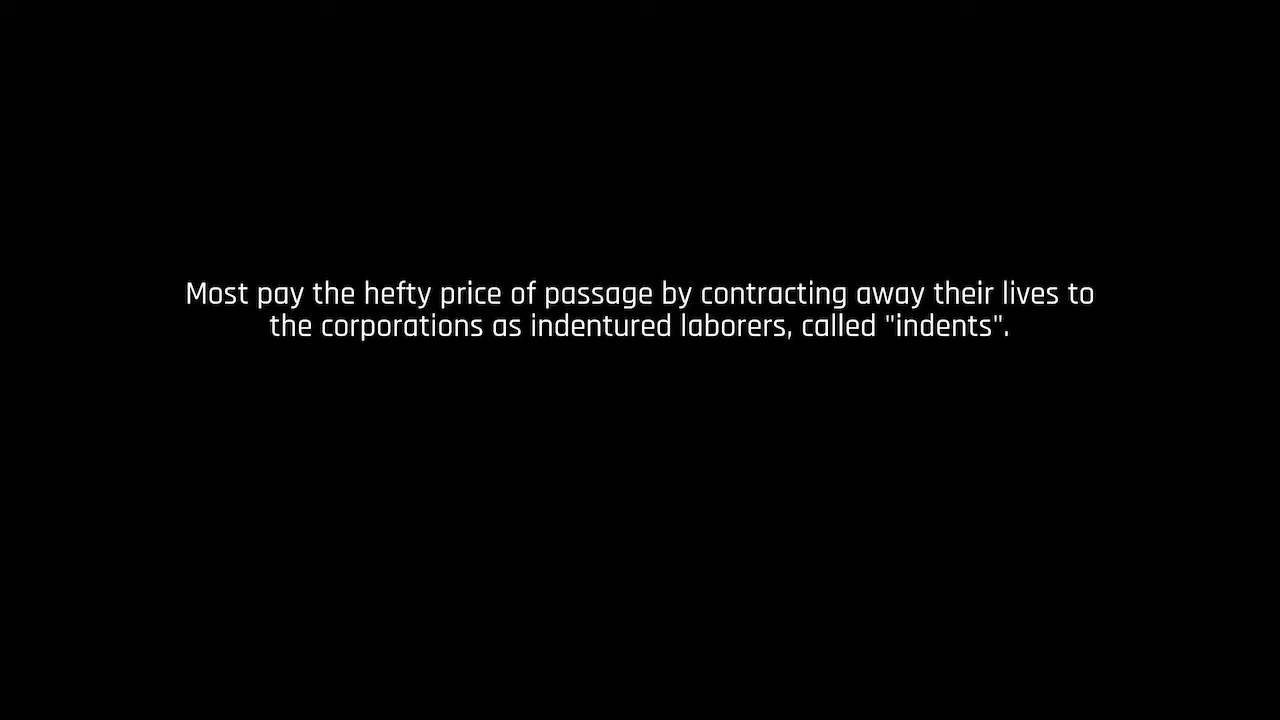 Most pay the hefty price of passage by contracting away their lives to
the corporations as indentured laborers, called "indents".